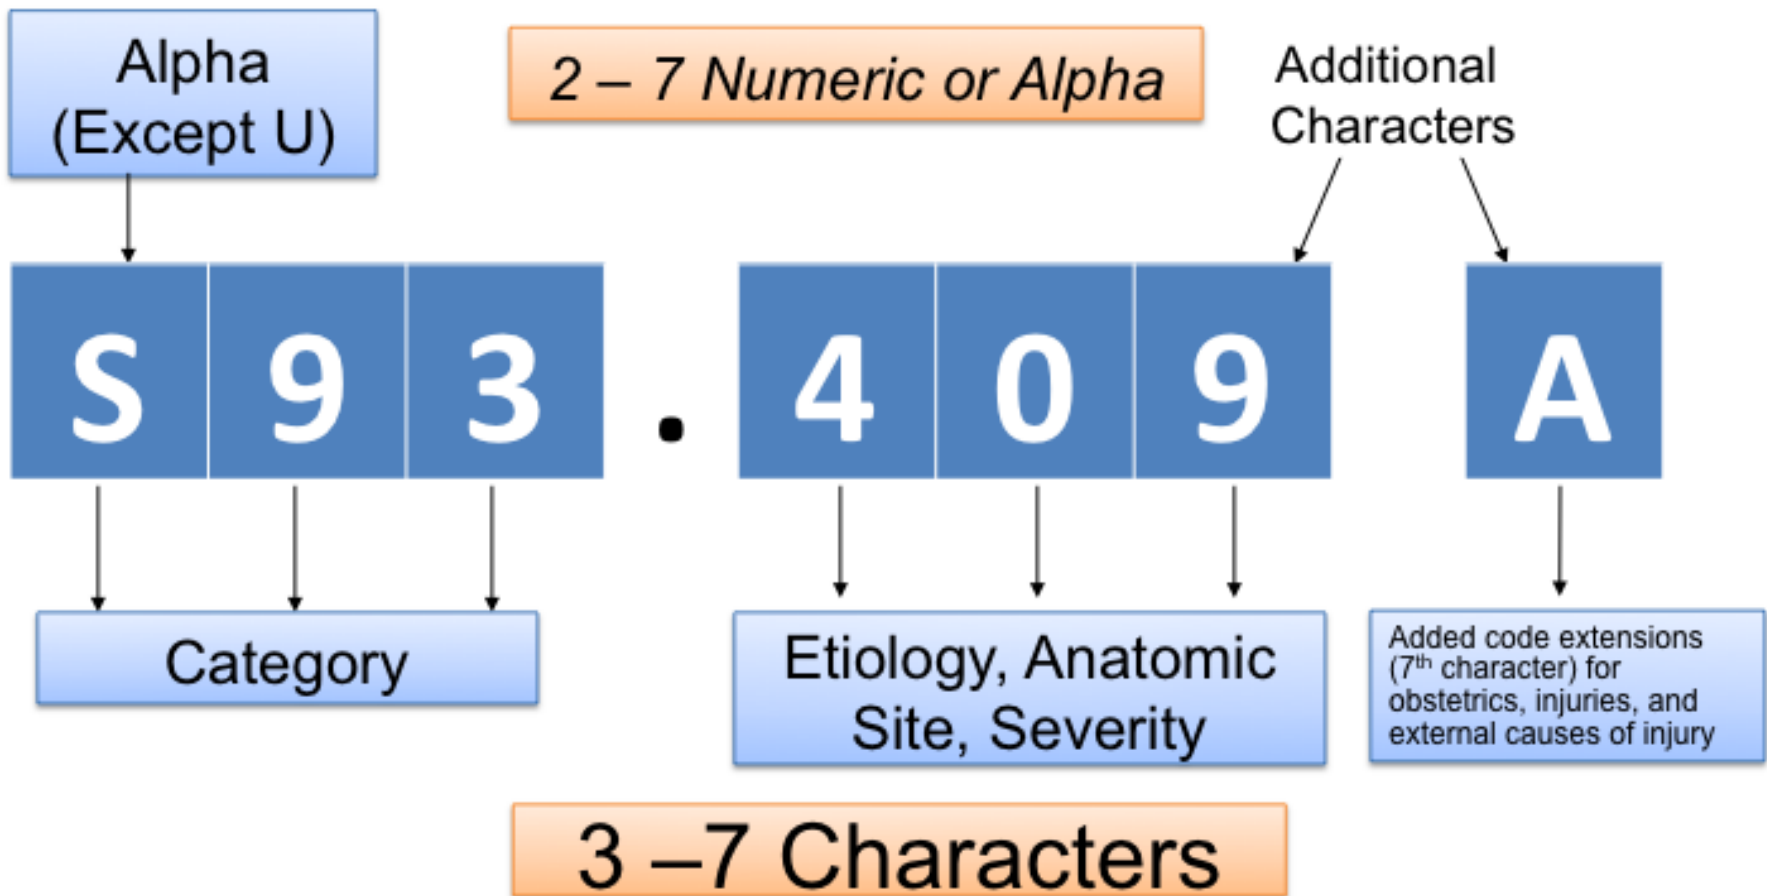 Alpha
(Except U)
2 – 7 Numeric or Alpha
Additional
Characters
S 9 3 . 4 0 9 A
Category
Etiology, Anatomic
Site, Severity
Added code extensions
(7th character) for
obstetrics, injuries, and
external causes of injury
3 –7 Characters